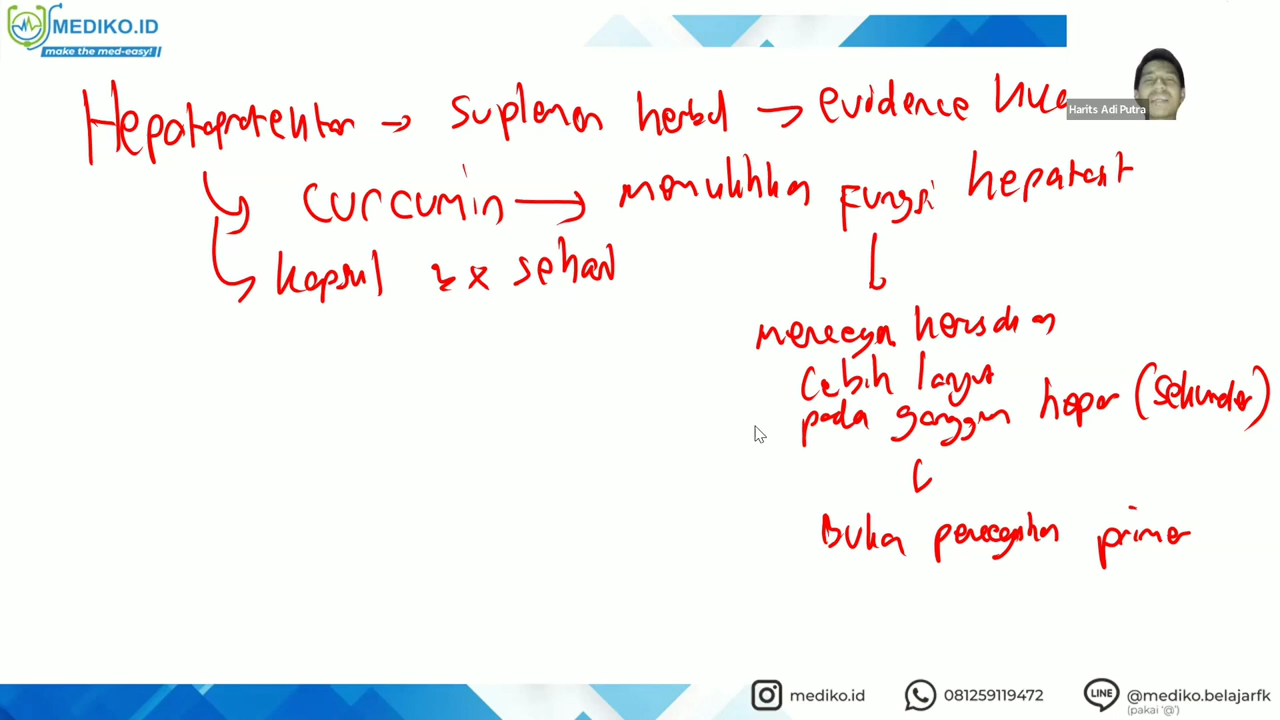 MEDIKO.ID
make the med-easy!
Harits Adi Putra
Hepatoprotektor → suplemen herbal → evidence
curcumin → memulihkan fungsi hepatosit
kapsul x sehari
mencegah kerusakan
lebih lanjut
pada gangguan hepar (sekunder)
Bukan pencegahan primer
mediko.id
081259119472
LINE
@mediko.belajarfk
(pakai '@')